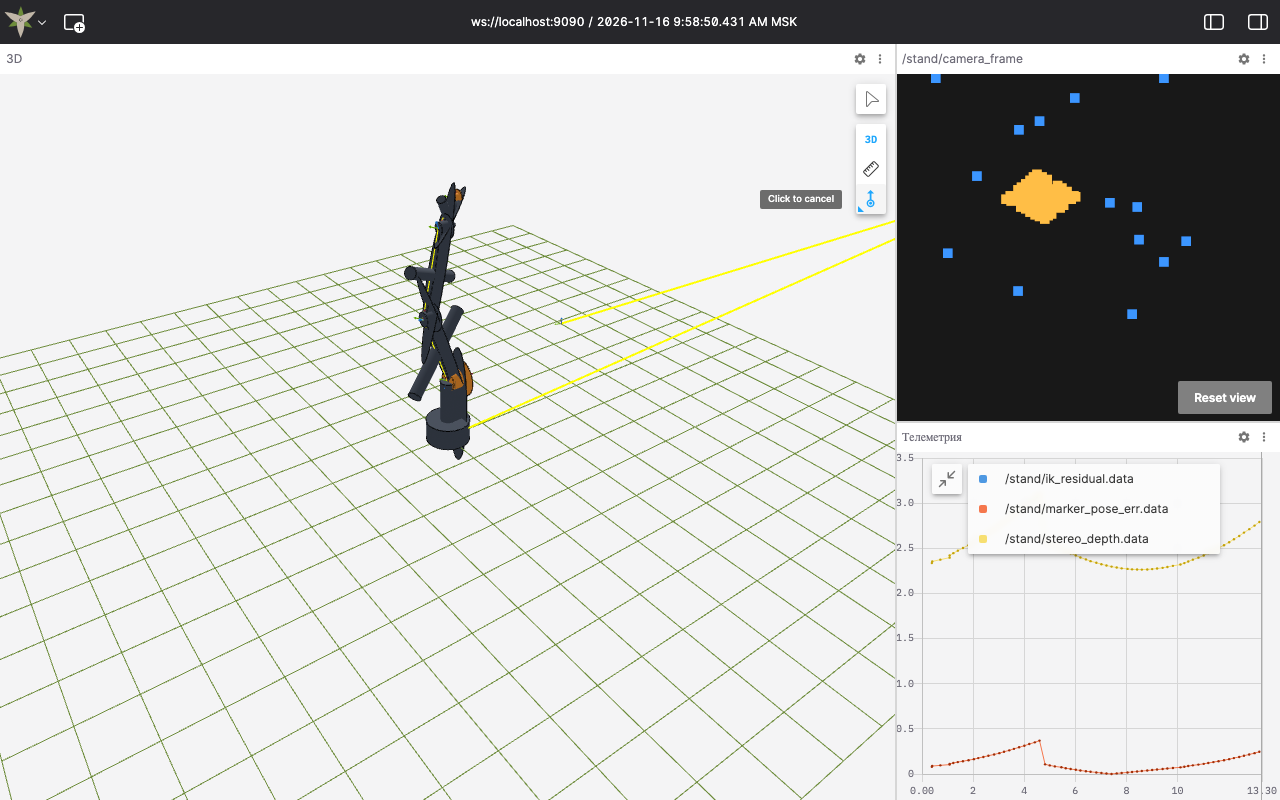 ws://localhost:9090 / 2026-11-16 9:58:50.431 AM MSK
3D
3D
Click to cancel
/stand/camera_frame
Reset view
Телеметрия
3.5
3.0
2.5
2.0
1.5
1.0
0.5
0
/stand/ik_residual.data
/stand/marker_pose_err.data
/stand/stereo_depth.data
0.00 2 4 6 8 10 13.30